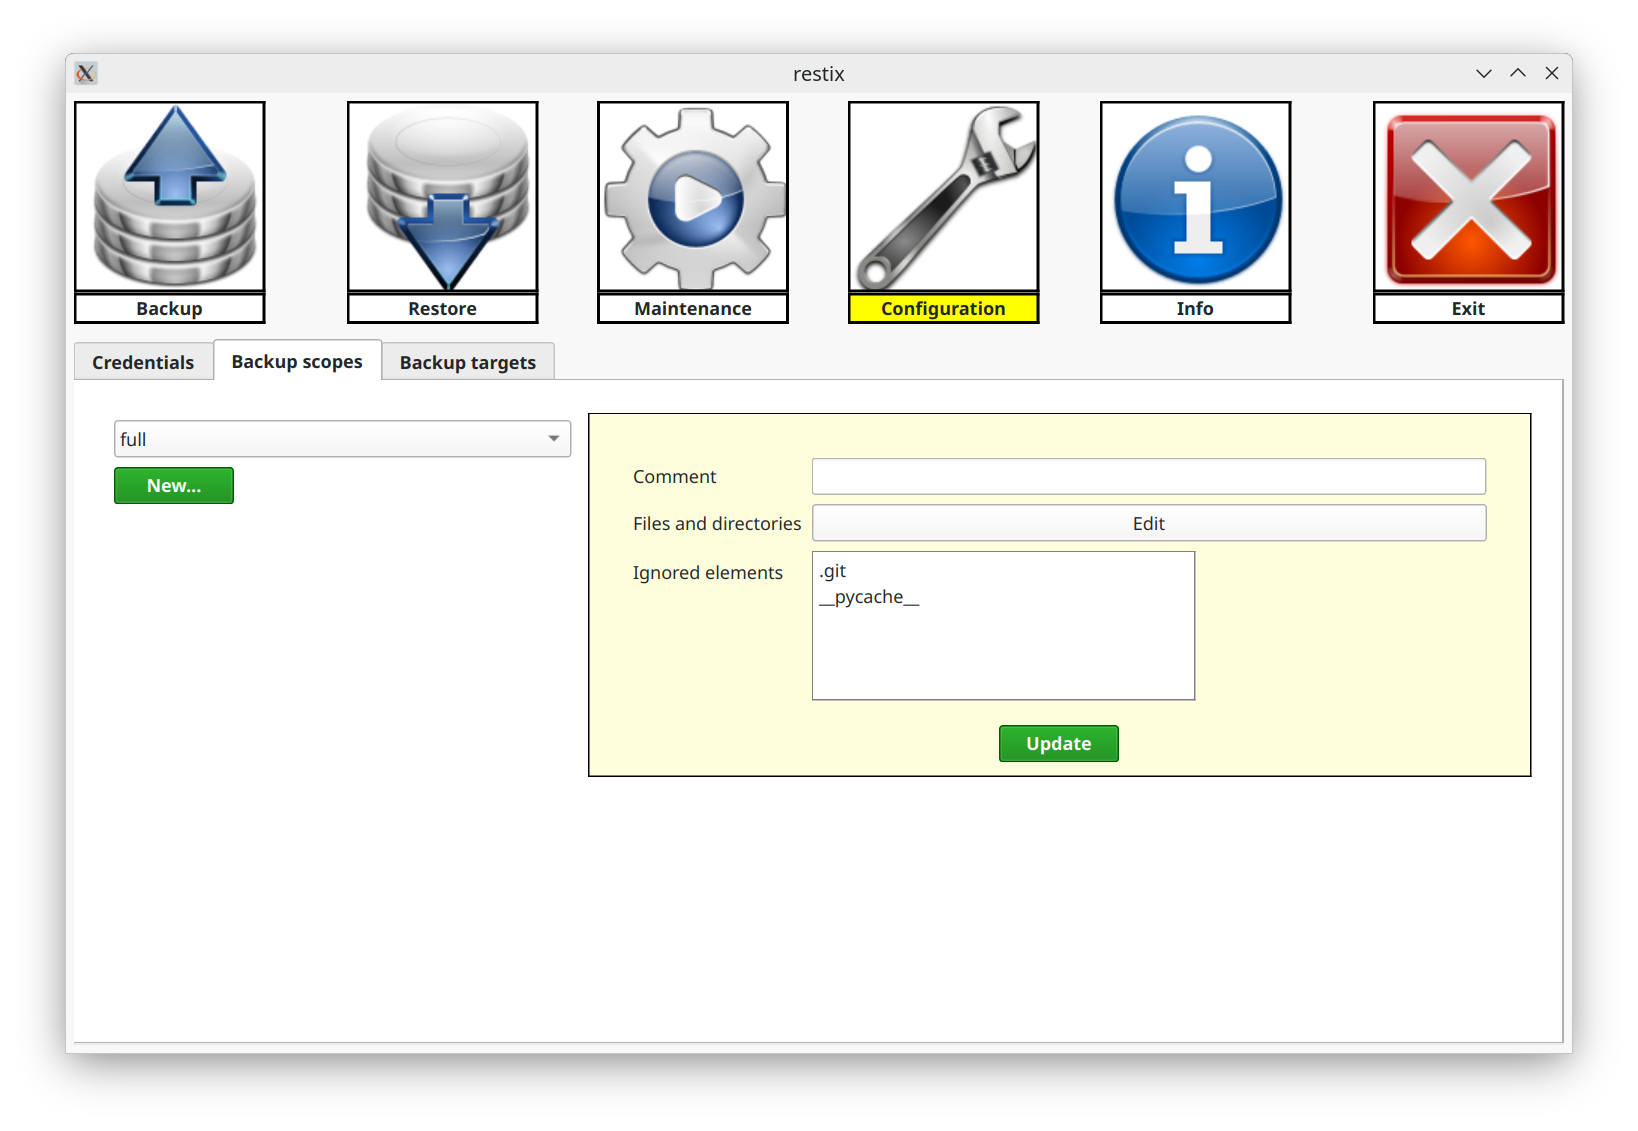 restix
Backup
Restore
Maintenance
Configuration
Info
Exit
Credentials
Backup scopes
Backup targets
full
New...
Comment
Files and directories
Edit
Ignored elements
.git
__pycache__
Update